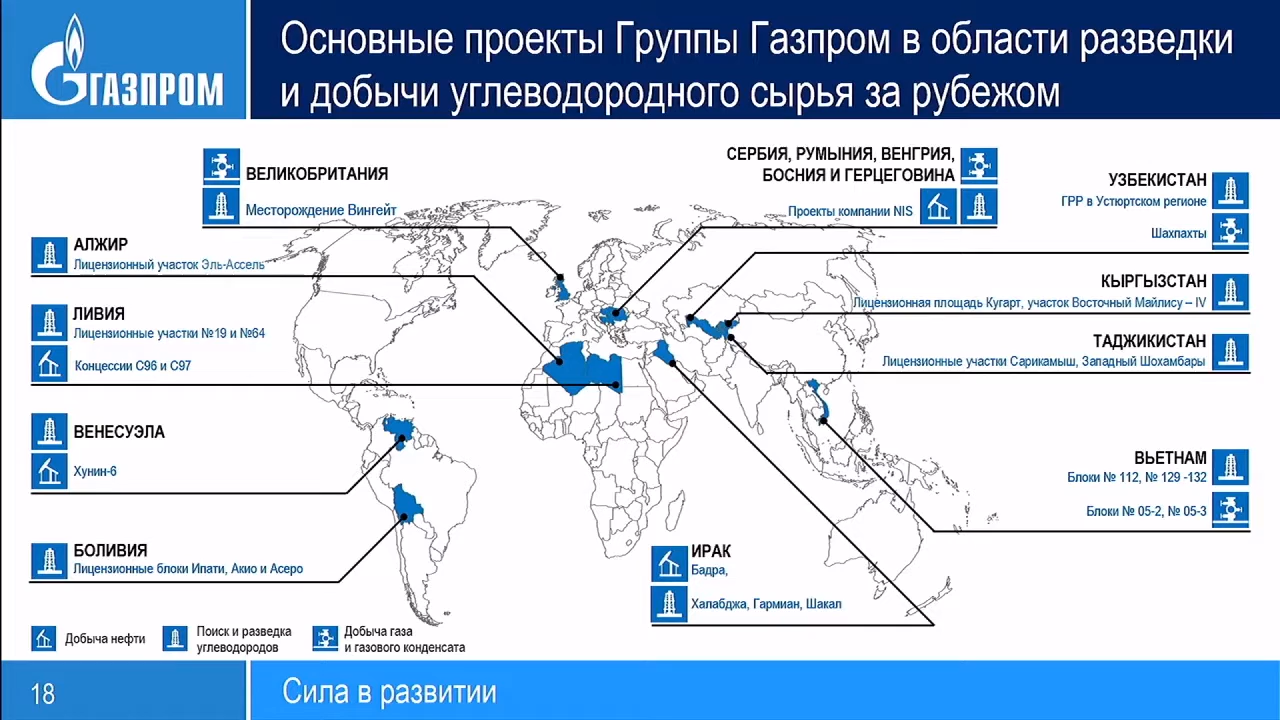 ГАЗПРОМ
Основные проекты Группы Газпром в области разведки
и добычи углеводородного сырья за рубежом
ВЕЛИКОБРИТАНИЯ
Месторождение Вингейт
СЕРБИЯ, РУМЫНИЯ, ВЕНГРИЯ,
БОСНИЯ И ГЕРЦЕГОВИНА
Проекты компании NIS
УЗБЕКИСТАН
ГРР в Устюртском регионе
Шахпахты
АЛЖИР
Лицензионный участок Эль-Ассель
КЫРГЫЗСТАН
Лицензионная площадь Кугарт, участок Восточный Майлису – IV
ЛИВИЯ
Лицензионные участки №19 и №64
Концессии С96 и С97
ТАДЖИКИСТАН
Лицензионные участки Сарикамыш, Западный Шохамбары
ВЕНЕСУЭЛА
Хунин-6
ВЬЕТНАМ
Блоки № 112, № 129 -132
Блоки № 05-2, № 05-3
БОЛИВИЯ
Лицензионные блоки Ипати, Акио и Асеро
ИРАК
Бадра,
Халабджа, Гармиан, Шакал
Добыча нефти
Поиск и разведка
углеводородов
Добыча газа
и газового конденсата
18
Сила в развитии